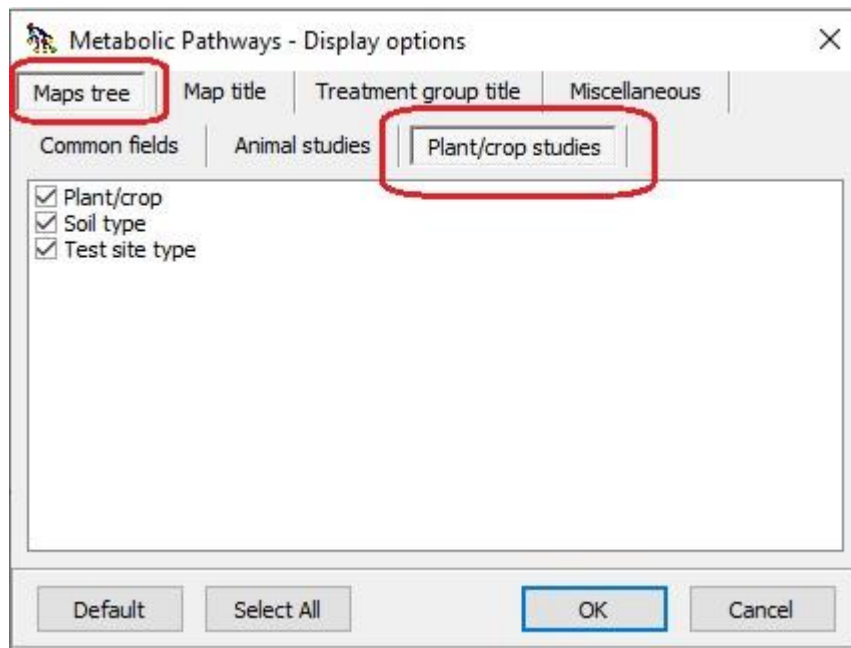 Metabolic Pathways - Display options
Maps tree Map title Treatment group title Miscellaneous
Common fields Animal studies Plant/crop studies
Plant/crop
Soil type
Test site type
Default Select All OK Cancel